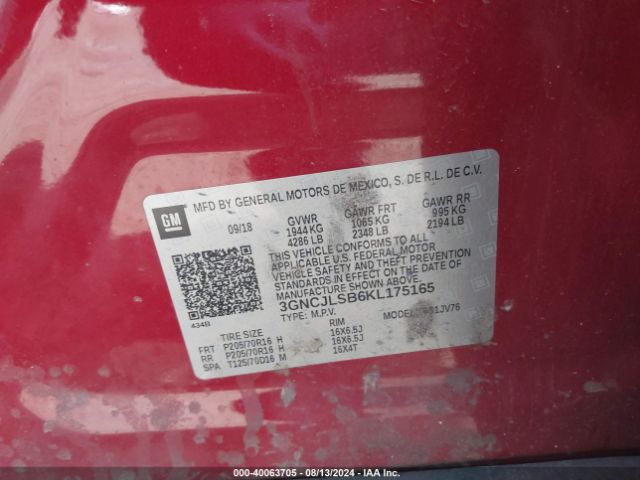 MFD BY GENERAL MOTORS DE MEXICO, S. DE R.L. DE C.V.
GM 09/18 GVWR GAWR FRT GAWR RR
1944 KG 1065 KG 995 KG
4286 LB 2348 LB 2194 LB
THIS VEHICLE CONFORMS TO ALL
APPLICABLE U.S. FEDERAL MOTOR
VEHICLE SAFETY AND THEFT PREVENTION
STANDARDS IN EFFECT ON THE DATE OF
MANUFACTURE SHOWN ABOVE.
3GNCJLSB6KL175165
434B TYPE: M.P.V. MODEL:
TIRE SIZE RIM
FRT P205/70R16 H 16X6.5J
RR P205/70R16 H 16X6.5J
SPA T125/70D16 M 16X4T
000-40063705 - 08/13/2024 - IAA Inc.